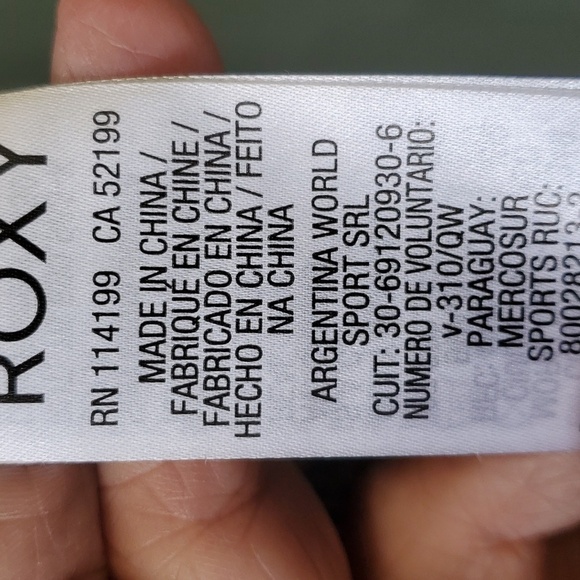 ROXY
RN 114199 CA 52199
MADE IN CHINA /
FABRIQUÉ EN CHINE /
FABRICADO EN CHINA /
HECHO EN CHINA / FEITO
NA CHINA
ARGENTINA WORLD
SPORT SRL
CUIT: 30-69120930-6
NUMERO DE VOLUNTARIO:
v-310/QW
PARAGUAY:
MERCOSUR
SPORTS RUC: